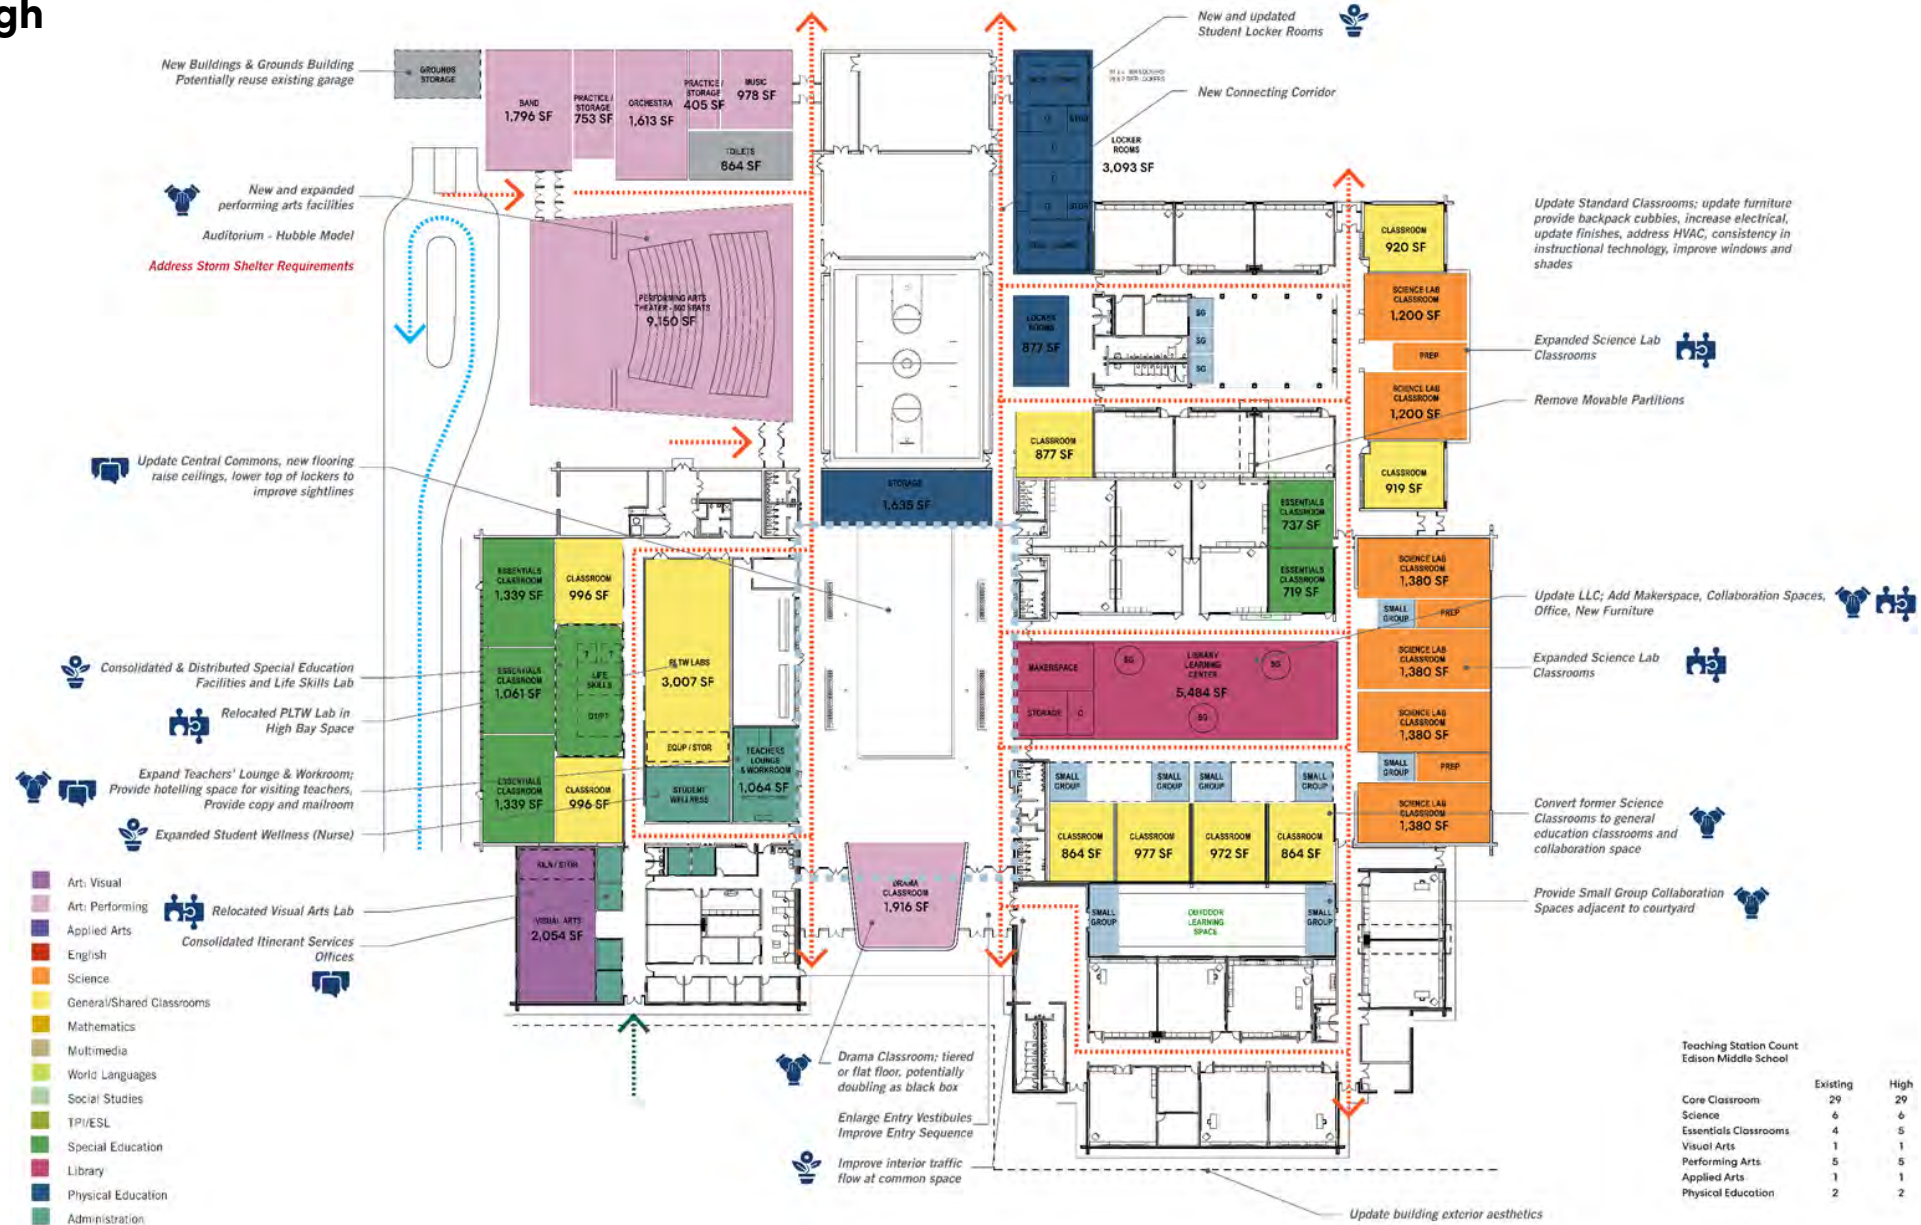 gh
New Buildings & Grounds Building
Potentially reuse existing garage
GROUNDS
STORAGE
BAND
1,796 SF
PRACTICE /
STORAGE
753 SF
ORCHESTRA
1,613 SF
PRACTICE /
STORAGE
405 SF
MUSIC
978 SF
TOILETS
864 SF
New and updated
Student Locker Rooms
New Connecting Corridor
LOCKER
ROOMS
3,093 SF
STOR
STOR
New and expanded
performing arts facilities
Auditorium - Hubble Model
Address Storm Shelter Requirements
PERFORMING ARTS
THEATER - 500 SEATS
9,150 SF
LOCKER
ROOMS
877 SF
SG
SG
SG
CLASSROOM
920 SF
SCIENCE LAB
CLASSROOM
1,200 SF
PREP
SCIENCE LAB
CLASSROOM
1,200 SF
CLASSROOM
919 SF
Update Standard Classrooms; update furniture
provide backpack cubbies, increase electrical,
update finishes, address HVAC, consistency in
instructional technology, improve windows and
shades
Expanded Science Lab
Classrooms
Remove Movable Partitions
CLASSROOM
877 SF
Update Central Commons, new flooring
raise ceilings, lower top of lockers to
improve sightlines
STORAGE
1,635 SF
ESSENTIALS
CLASSROOM
737 SF
ESSENTIALS
CLASSROOM
719 SF
ESSENTIALS
CLASSROOM
1,339 SF
CLASSROOM
996 SF
ESSENTIALS
CLASSROOM
1,061 SF
LIFE
SKILLS
OT/PT
ESSENTIALS
CLASSROOM
1,339 SF
CLASSROOM
996 SF
PLTW LABS
3,007 SF
EQUP / STOR
STUDENT
WELLNESS
TEACHERS
LOUNGE
& WORKROOM
1,064 SF
MAKERSPACE
STORAGE
O
SG
LIBRARY
LEARNING
CENTER
5,484 SF
SG
SG
SCIENCE LAB
CLASSROOM
1,380 SF
SMALL
GROUP
PREP
SCIENCE LAB
CLASSROOM
1,380 SF
SCIENCE LAB
CLASSROOM
1,380 SF
SMALL
GROUP
PREP
SCIENCE LAB
CLASSROOM
1,380 SF
Update LLC; Add Makerspace, Collaboration Spaces,
Office, New Furniture
Expanded Science Lab
Classrooms
Consolidated & Distributed Special Education
Facilities and Life Skills Lab
Relocated PLTW Lab in
High Bay Space
Expand Teachers' Lounge & Workroom;
Provide hotelling space for visiting teachers,
Provide copy and mailroom
Expanded Student Wellness (Nurse)
SMALL
GROUP
SMALL
GROUP
SMALL
GROUP
SMALL
GROUP
CLASSROOM
864 SF
CLASSROOM
977 SF
CLASSROOM
972 SF
CLASSROOM
864 SF
Convert former Science
Classrooms to general
education classrooms and
collaboration space
SMALL
GROUP
OUTDOOR
LEARNING
SPACE
SMALL
GROUP
Provide Small Group Collaboration
Spaces adjacent to courtyard
KILN / STOR
VISUAL ARTS
2,054 SF
DRAMA
CLASSROOM
1,916 SF
Relocated Visual Arts Lab
Consolidated Itinerant Services
Offices
Art: Visual
Art: Performing
Applied Arts
English
Science
General/Shared Classrooms
Mathematics
Multimedia
World Languages
Social Studies
TPI/ESL
Special Education
Library
Physical Education
Administration
Drama Classroom; tiered
or flat floor, potentially
doubling as black box
Enlarge Entry Vestibules
Improve Entry Sequence
Improve interior traffic
flow at common space
Update building exterior aesthetics
Teaching Station Count
Edison Middle School
Existing High
Core Classroom 29 29
Science 6 6
Essentials Classrooms 4 5
Visual Arts 1 1
Performing Arts 5 5
Applied Arts 1 1
Physical Education 2 2